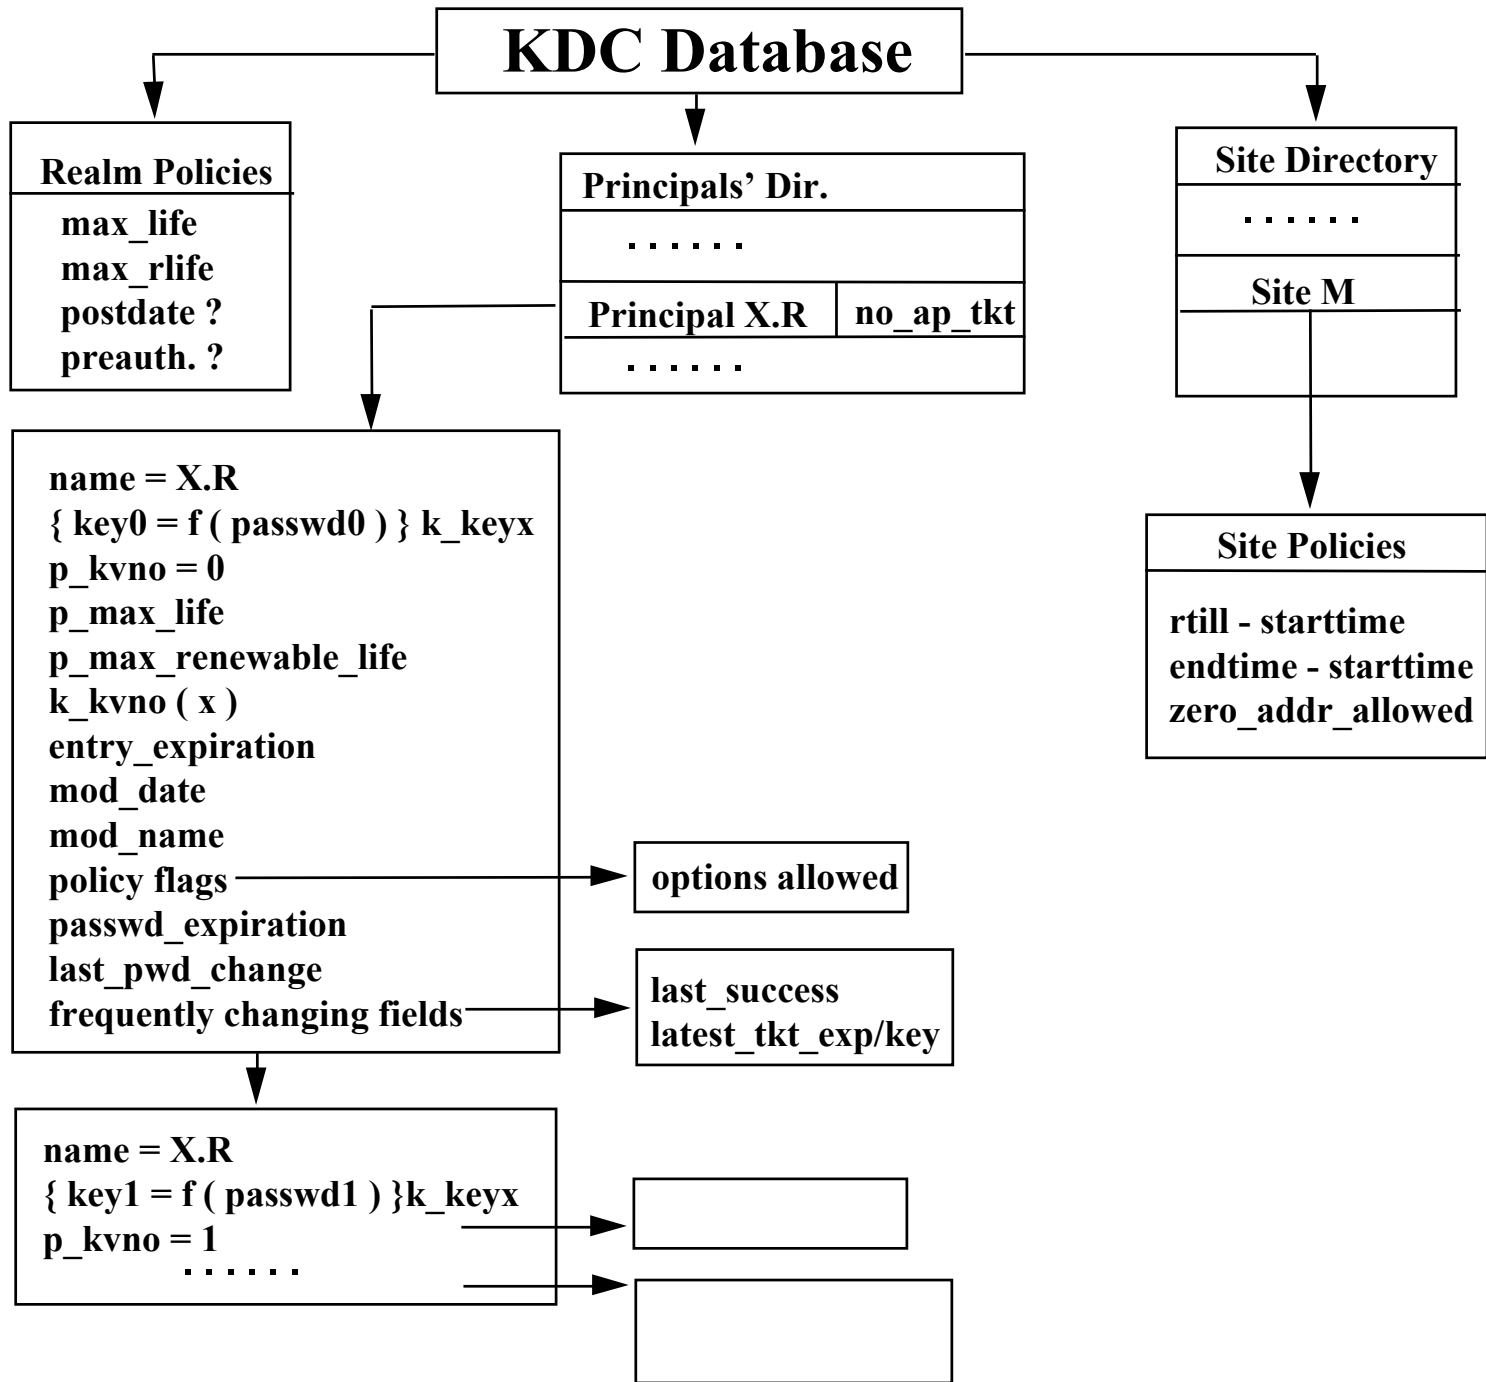 KDC Database
Realm Policies
max_life
max_rlife
postdate ?
preauth. ?
Principals’ Dir.
. . . . . .
Principal X.R no_ap_tkt
. . . . . .
Site Directory
. . . . . .
Site M
Site Policies
rtill - starttime
endtime - starttime
zero_addr_allowed
name = X.R
{ key0 = f ( passwd0 ) } k_keyx
p_kvno = 0
p_max_life
p_max_renewable_life
k_kvno ( x )
entry_expiration
mod_date
mod_name
policy flags
passwd_expiration
last_pwd_change
frequently changing fields
options allowed
last_success
latest_tkt_exp/key
name = X.R
{ key1 = f ( passwd1 ) }k_keyx
p_kvno = 1
. . . . . .